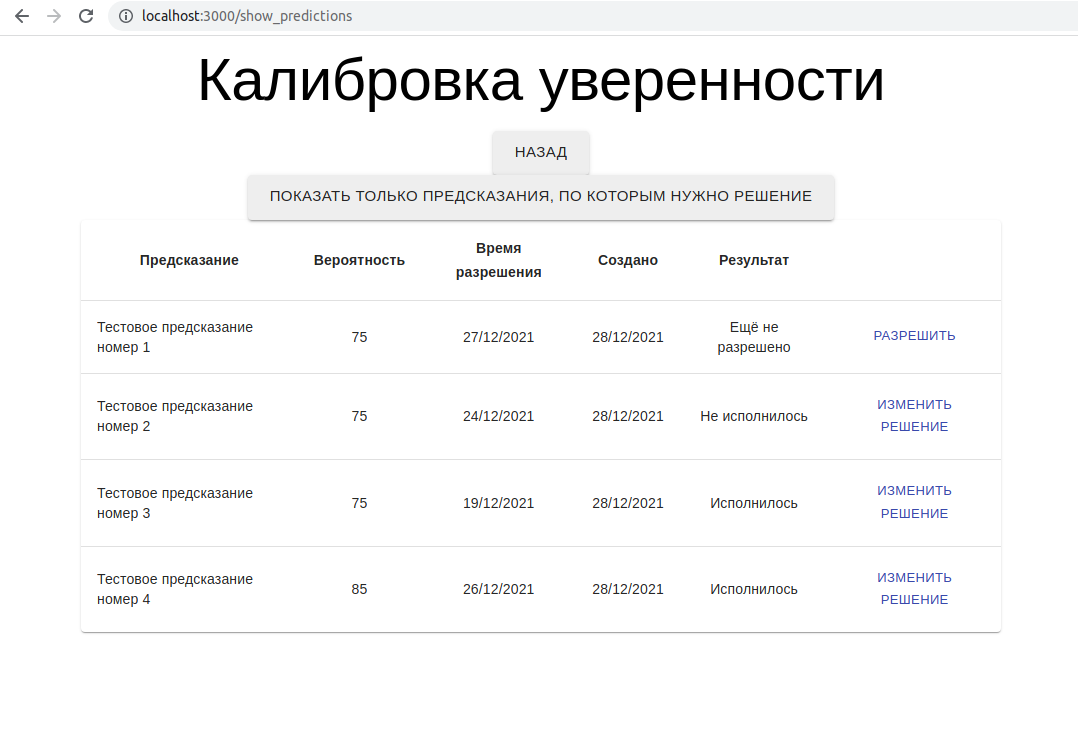 localhost:3000/show_predictions
Калибровка уверенности
НАЗАД
ПОКАЗАТЬ ТОЛЬКО ПРЕДСКАЗАНИЯ, ПО КОТОРЫМ НУЖНО РЕШЕНИЕ
Предсказание
Вероятность
Время
разрешения
Создано
Результат
Тестовое предсказание
номер 1
75
27/12/2021
28/12/2021
Ещё не
разрешено
РАЗРЕШИТЬ
Тестовое предсказание
номер 2
75
24/12/2021
28/12/2021
Не исполнилось
ИЗМЕНИТЬ
РЕШЕНИЕ
Тестовое предсказание
номер 3
75
19/12/2021
28/12/2021
Исполнилось
ИЗМЕНИТЬ
РЕШЕНИЕ
Тестовое предсказание
номер 4
85
26/12/2021
28/12/2021
Исполнилось
ИЗМЕНИТЬ
РЕШЕНИЕ